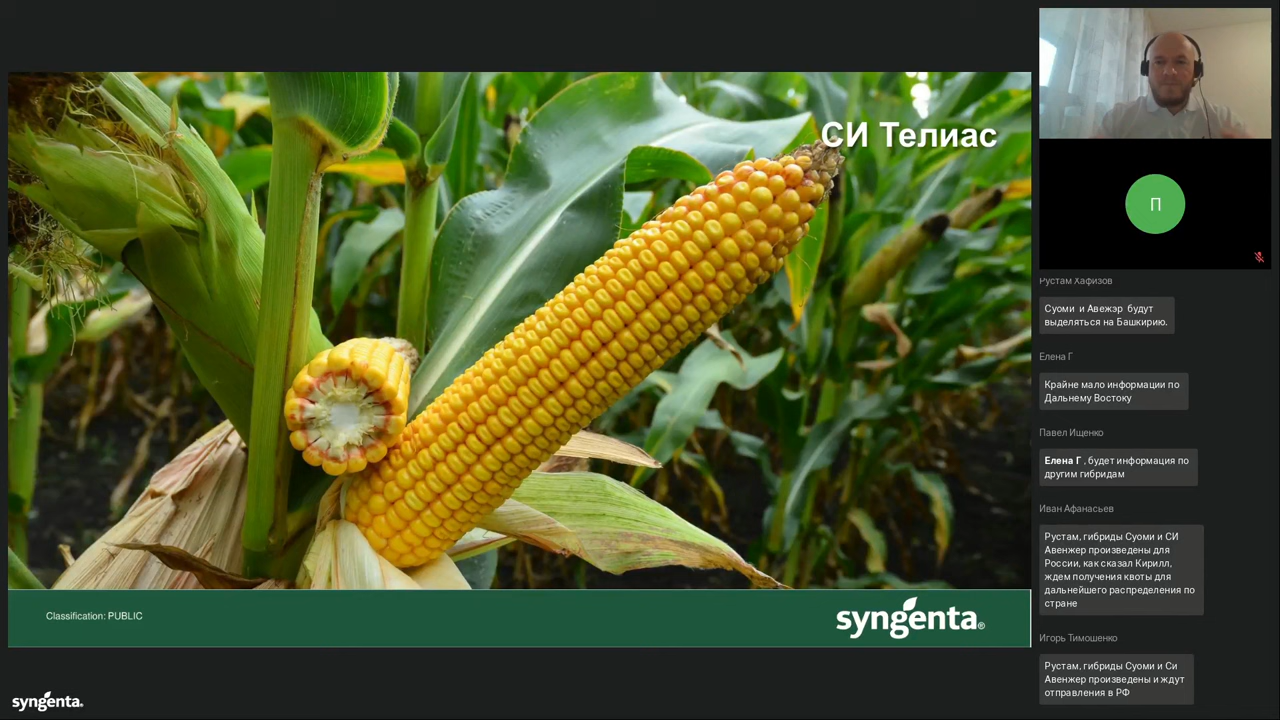 СИ Телиас
Classification: PUBLIC
syngenta®
syngenta®
П
Рустам Хафизов
Суоми и Авежэр будут
выделяться на Башкирию.
Елена Г
Крайне мало информации по
Дальнему Востоку
Павел Ищенко
Елена Г , будет информация по
другим гибридам
Иван Афанасьев
Рустам, гибриды Суоми и СИ
Авенжер произведены для
России, как сказал Кирилл,
ждем получения квоты для
дальнейшего распределения по
стране
Игорь Тимошенко
Рустам, гибриды Суоми и Си
Авенжер произведены и ждут
отправления в РФ